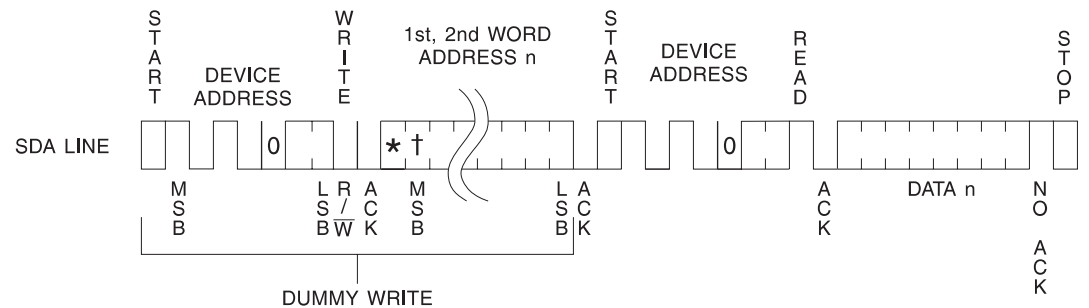 START
WRITE
1st, 2nd WORD
ADDRESS n
START
DEVICE
ADDRESS
READ
STOP
DEVICE
ADDRESS
SDA LINE
0
* †
0
MSB
LSB
R/W
ACK
MSB
LSB
ACK
ACK
DATA n
NO ACK
DUMMY WRITE